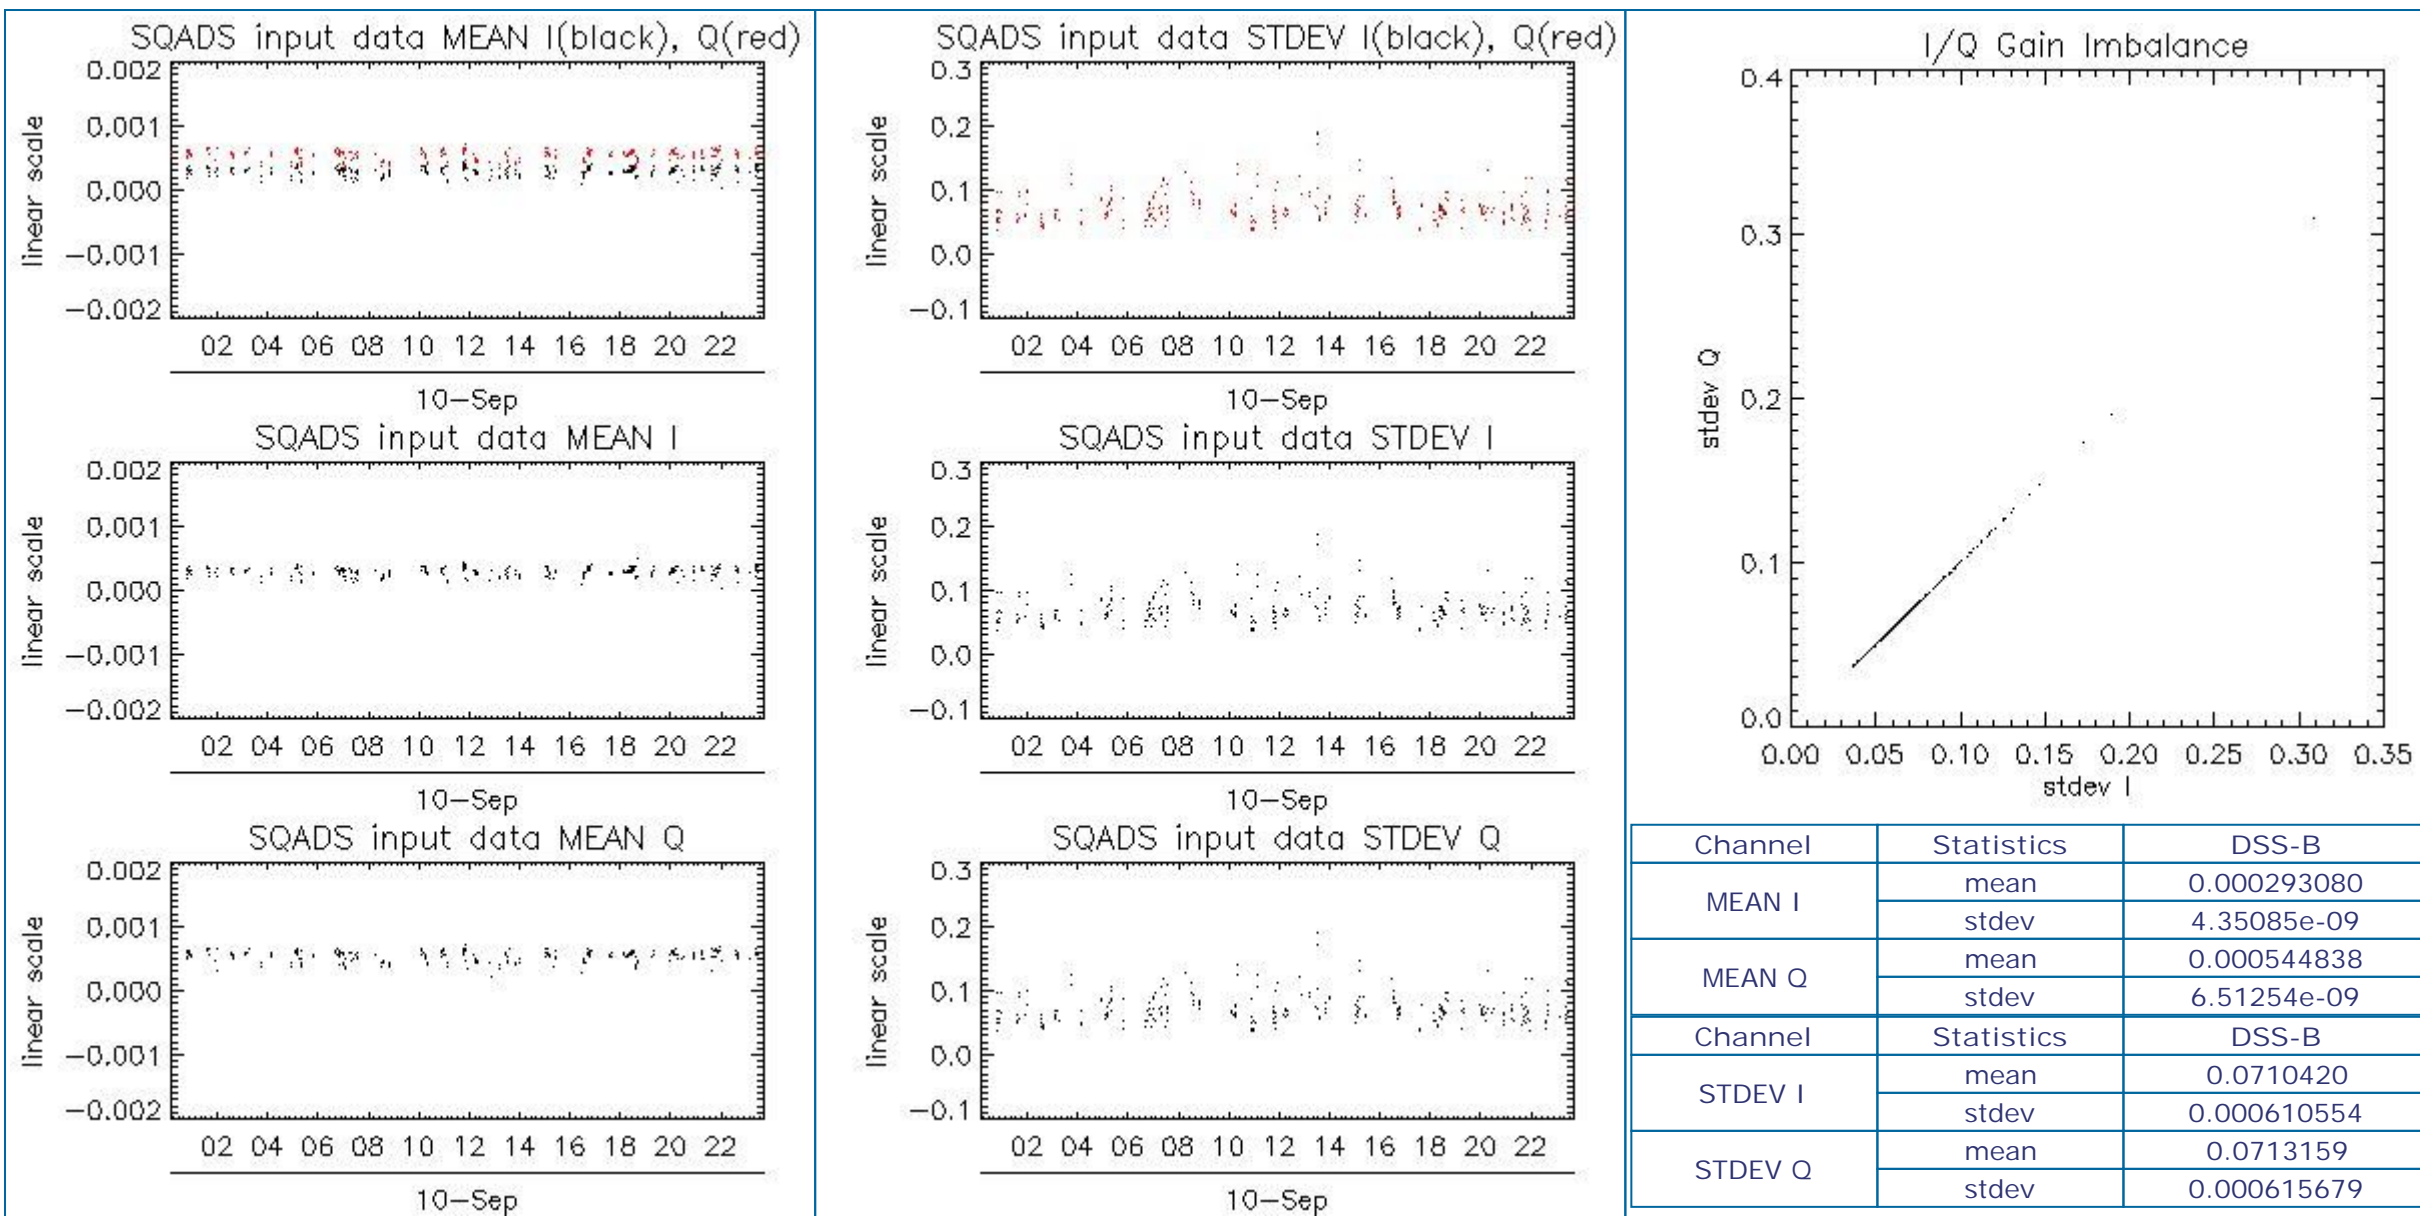 SQADS input data MEAN I(black), Q(red)
0.002
0.001
0.000
−0.001
−0.002
linear scale
02 04 06 08 10 12 14 16 18 20 22
10−Sep
SQADS input data MEAN I
0.002
0.001
0.000
−0.001
−0.002
linear scale
02 04 06 08 10 12 14 16 18 20 22
10−Sep
SQADS input data MEAN Q
0.002
0.001
0.000
−0.001
−0.002
linear scale
02 04 06 08 10 12 14 16 18 20 22
10−Sep
SQADS input data STDEV I(black), Q(red)
0.3
0.2
0.1
0.0
−0.1
linear scale
02 04 06 08 10 12 14 16 18 20 22
10−Sep
SQADS input data STDEV I
0.3
0.2
0.1
0.0
−0.1
linear scale
02 04 06 08 10 12 14 16 18 20 22
10−Sep
SQADS input data STDEV Q
0.3
0.2
0.1
0.0
−0.1
linear scale
02 04 06 08 10 12 14 16 18 20 22
10−Sep
I/Q Gain Imbalance
0.4
0.3
0.2
0.1
0.0
stdev Q
0.00 0.05 0.10 0.15 0.20 0.25 0.30 0.35
stdev I
Channel Statistics DSS-B
MEAN I mean 0.000293080
stdev 4.35085e-09
MEAN Q mean 0.000544838
stdev 6.51254e-09
Channel Statistics DSS-B
STDEV I mean 0.0710420
stdev 0.000610554
STDEV Q mean 0.0713159
stdev 0.000615679